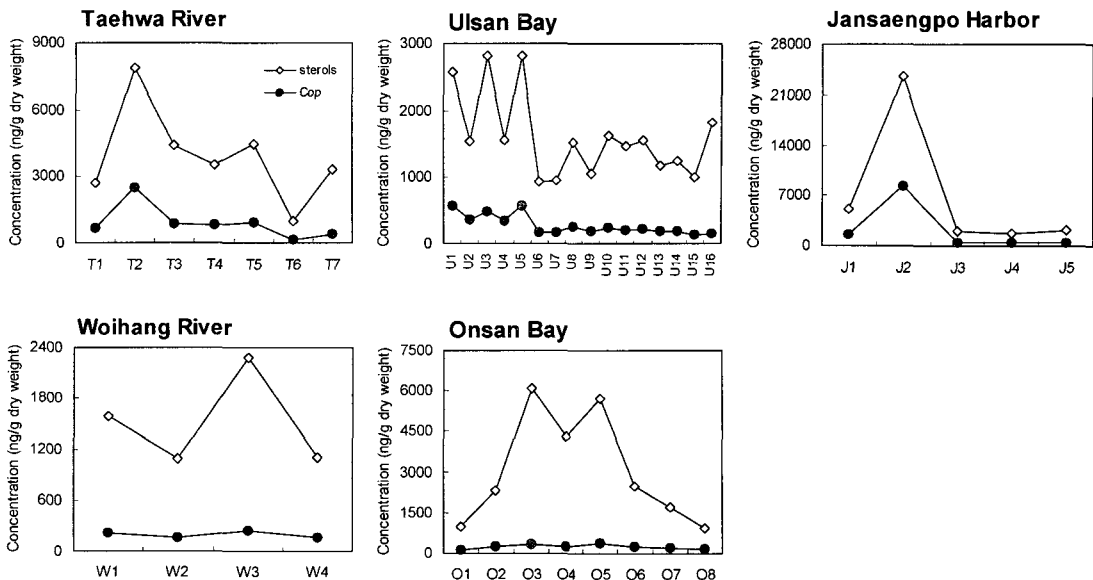 Taehwa River
Concentration (ng/g dry weight)
9000
6000
3000
0
sterols
Cop
T1 T2 T3 T4 T5 T6 T7
Ulsan Bay
Concentration (ng/g dry weight)
3000
2000
1000
0
U1 U2 U3 U4 U5 U6 U7 U8 U9 U10 U11 U12 U13 U14 U15 U16
Jansaengpo Harbor
Concentration (ng/g dry weight)
28000
21000
14000
7000
0
J1 J2 J3 J4 J5
Woihang River
Concentration (ng/g dry weight)
2400
1800
1200
600
0
W1 W2 W3 W4
Onsan Bay
Concentration (ng/g dry weight)
7500
6000
4500
3000
1500
0
O1 O2 O3 O4 O5 O6 O7 O8